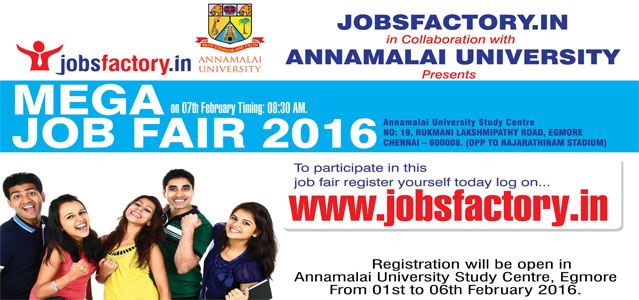 jobsfactory.in
ANNAMALAI
UNIVERSITY
JOBSFACTORY.IN
in Collaboration with
ANNAMALAI UNIVERSITY
Presents
MEGA on 07th February Timing: 08:30 AM.
JOB FAIR 2016
Annamalai University Study Centre
NO: 19, RUKMANI LAKSHMIPATHY ROAD, EGMORE
CHENNAI – 600008. (OPP TO RAJARATHINAM STADIUM)
To participate in this
job fair register yourself today log on...
www.jobsfactory.in
Registration will be open in
Annamalai University Study Centre, Egmore
From 01st to 06th February 2016.